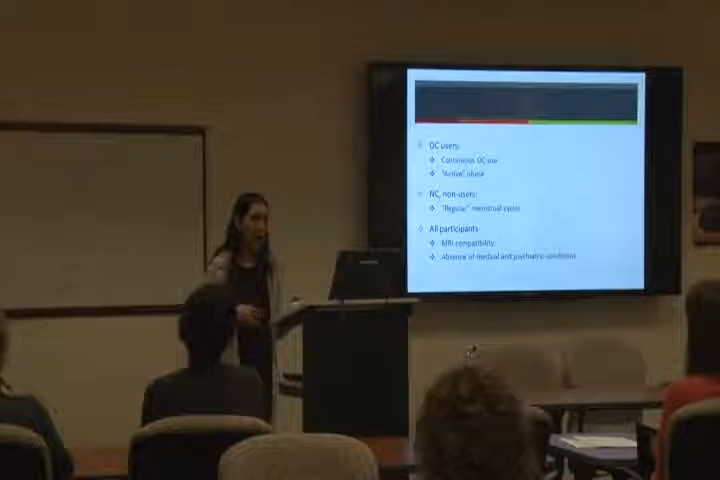 OC users:
Continuous OC use
"Active" phase
NC, non-users:
"Regular" menstrual cycles
All participants
MRI compatibility
Absence of medical and psychiatric conditions